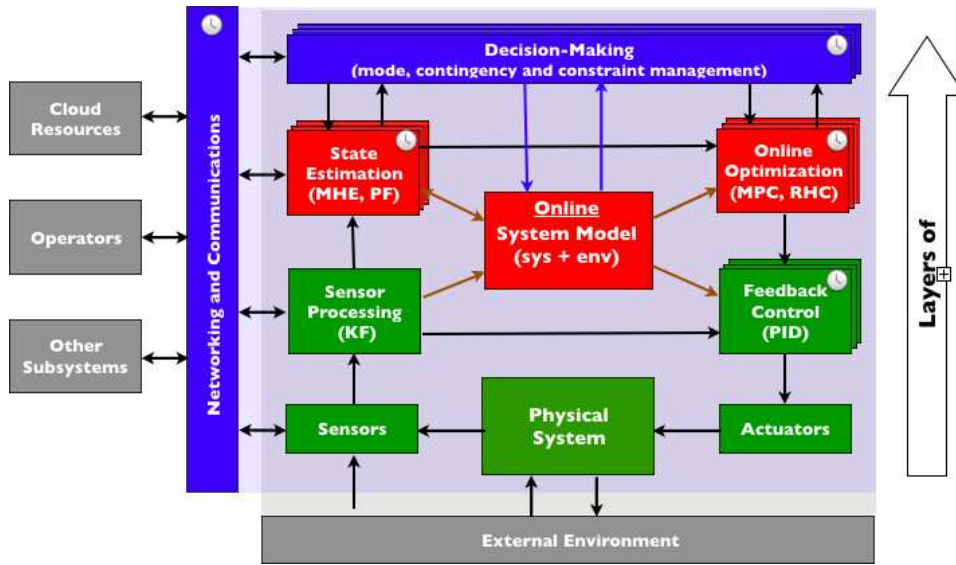 Decision-Making
(mode, contingency and constraint management)
Cloud
Resources
Operators
Other
Subsystems
Networking and Communications
State
Estimation
(MHE, PF)
Online
Optimization
(MPC, RHC)
Online
System Model
(sys + env)
Sensor
Processing
(KF)
Feedback
Control
(PID)
Sensors
Physical
System
Actuators
External Environment
Layers of